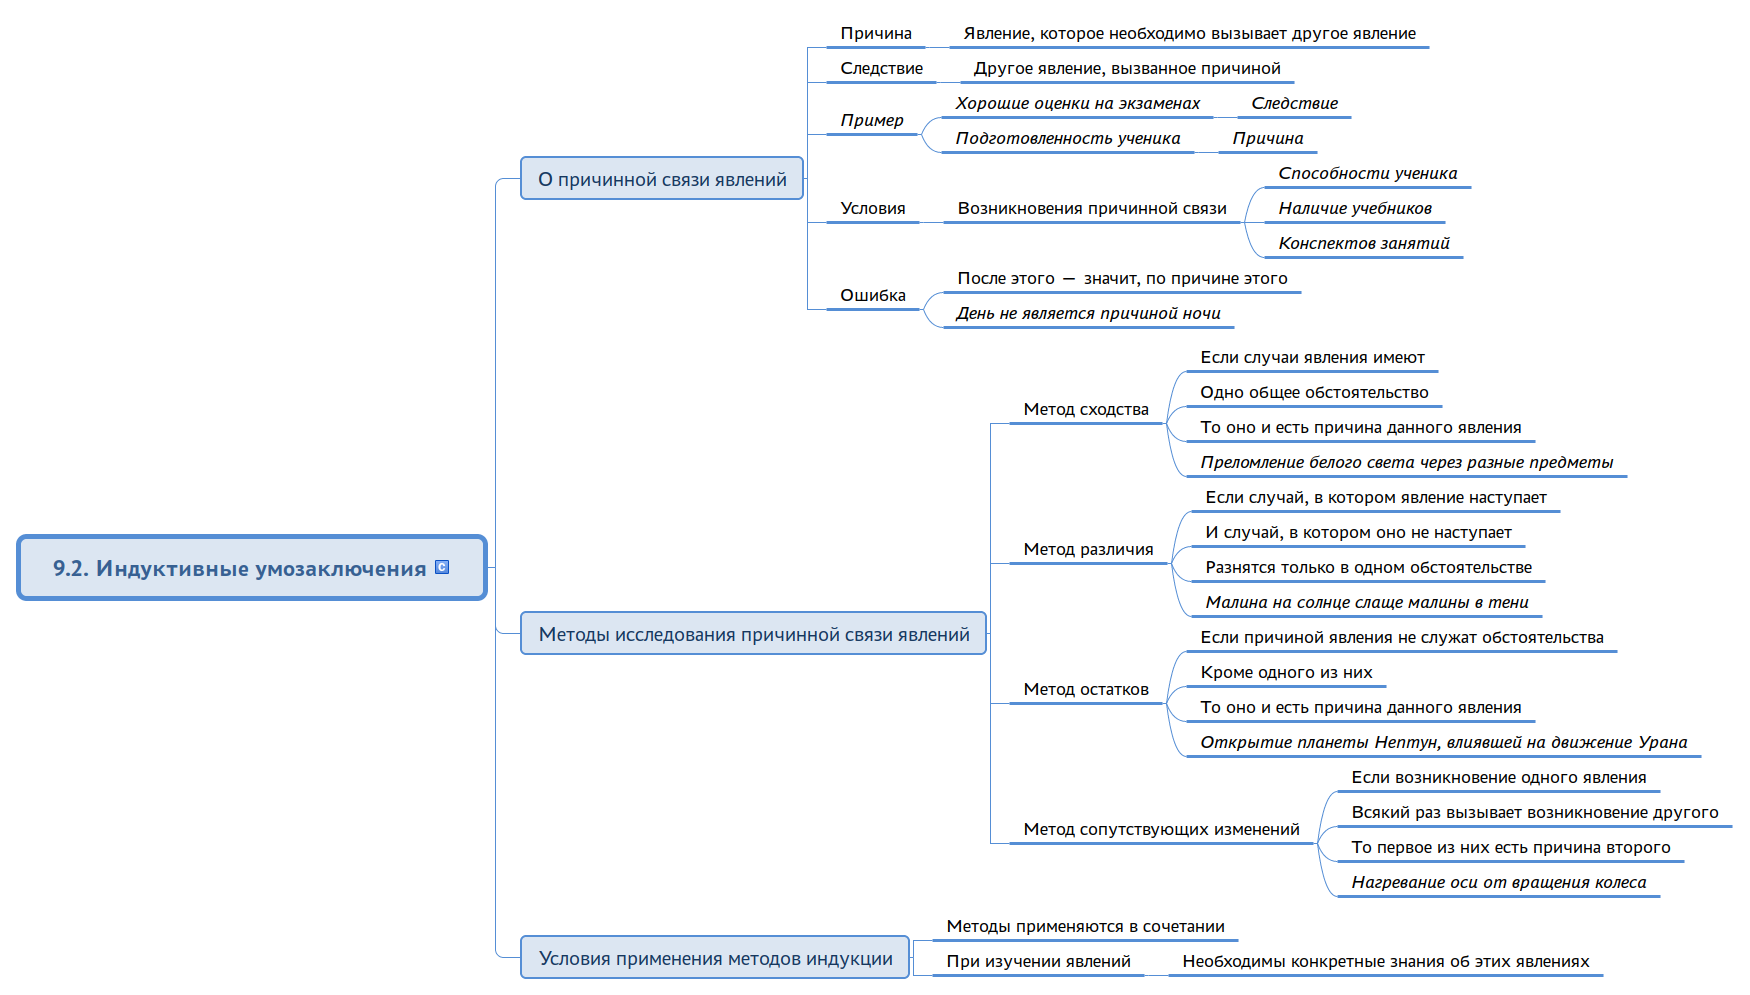 9.2. Индуктивные умозаключения
О причинной связи явлений
Причина
Явление, которое необходимо вызывает другое явление
Следствие
Другое явление, вызванное причиной
Пример
Хорошие оценки на экзаменах
Следствие
Подготовленность ученика
Причина
Условия
Возникновения причинной связи
Способности ученика
Наличие учебников
Конспектов занятий
Ошибка
После этого — значит, по причине этого
День не является причиной ночи
Методы исследования причинной связи явлений
Метод сходства
Если случаи явления имеют
Одно общее обстоятельство
То оно и есть причина данного явления
Преломление белого света через разные предметы
Метод различия
Если случай, в котором явление наступает
И случай, в котором оно не наступает
Разнятся только в одном обстоятельстве
Малина на солнце слаще малины в тени
Метод остатков
Если причиной явления не служат обстоятельства
Кроме одного из них
То оно и есть причина данного явления
Открытие планеты Нептун, влиявшей на движение Урана
Метод сопутствующих изменений
Если возникновение одного явления
Всякий раз вызывает возникновение другого
То первое из них есть причина второго
Нагревание оси от вращения колеса
Условия применения методов индукции
Методы применяются в сочетании
При изучении явлений
Необходимы конкретные знания об этих явлениях